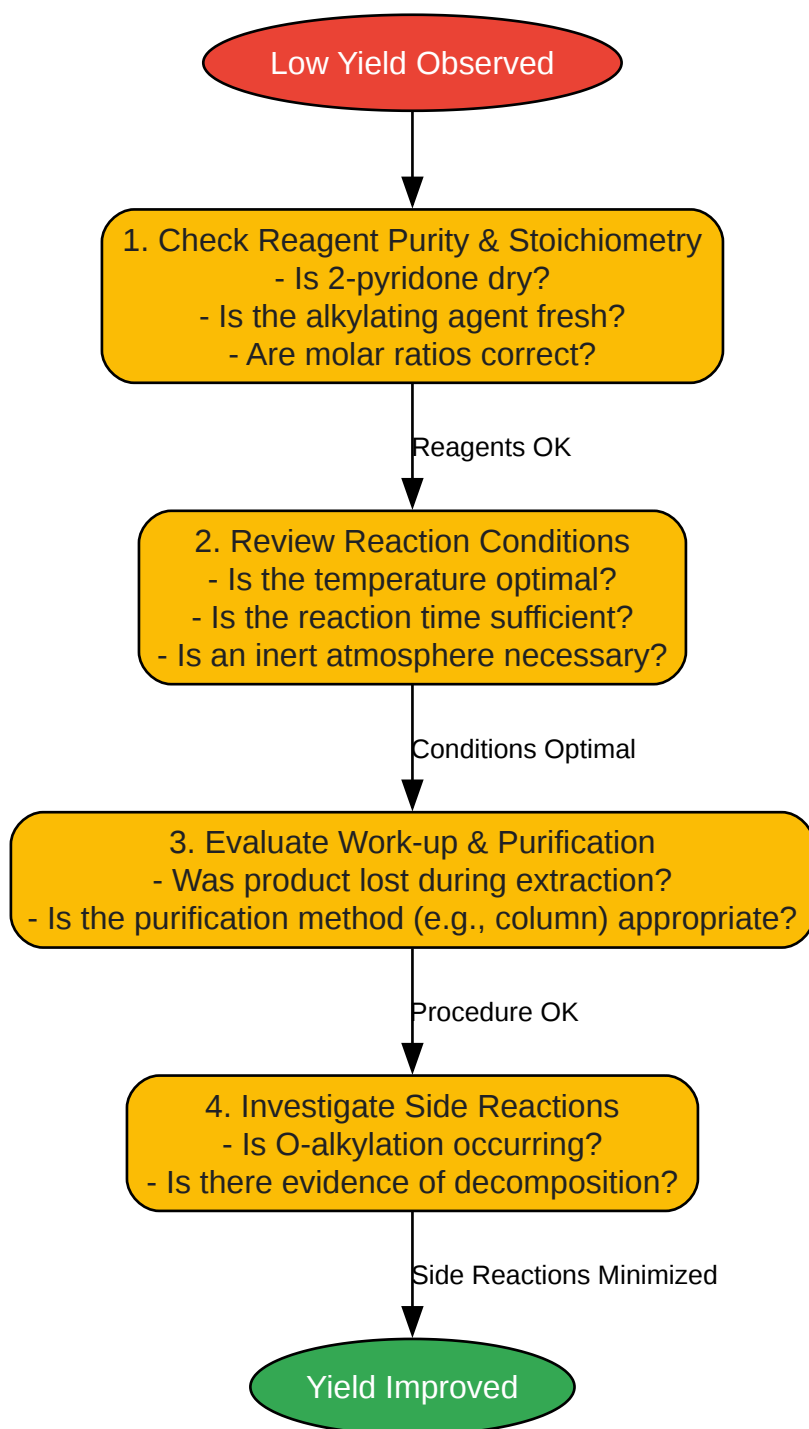 Low Yield Observed
1. Check Reagent Purity & Stoichiometry
- Is 2-pyridone dry?
- Is the alkylating agent fresh?
- Are molar ratios correct?
Reagents OK
2. Review Reaction Conditions
- Is the temperature optimal?
- Is the reaction time sufficient?
- Is an inert atmosphere necessary?
Conditions Optimal
3. Evaluate Work-up & Purification
- Was product lost during extraction?
- Is the purification method (e.g., column) appropriate?
Procedure OK
4. Investigate Side Reactions
- Is O-alkylation occurring?
- Is there evidence of decomposition?
Side Reactions Minimized
Yield Improved